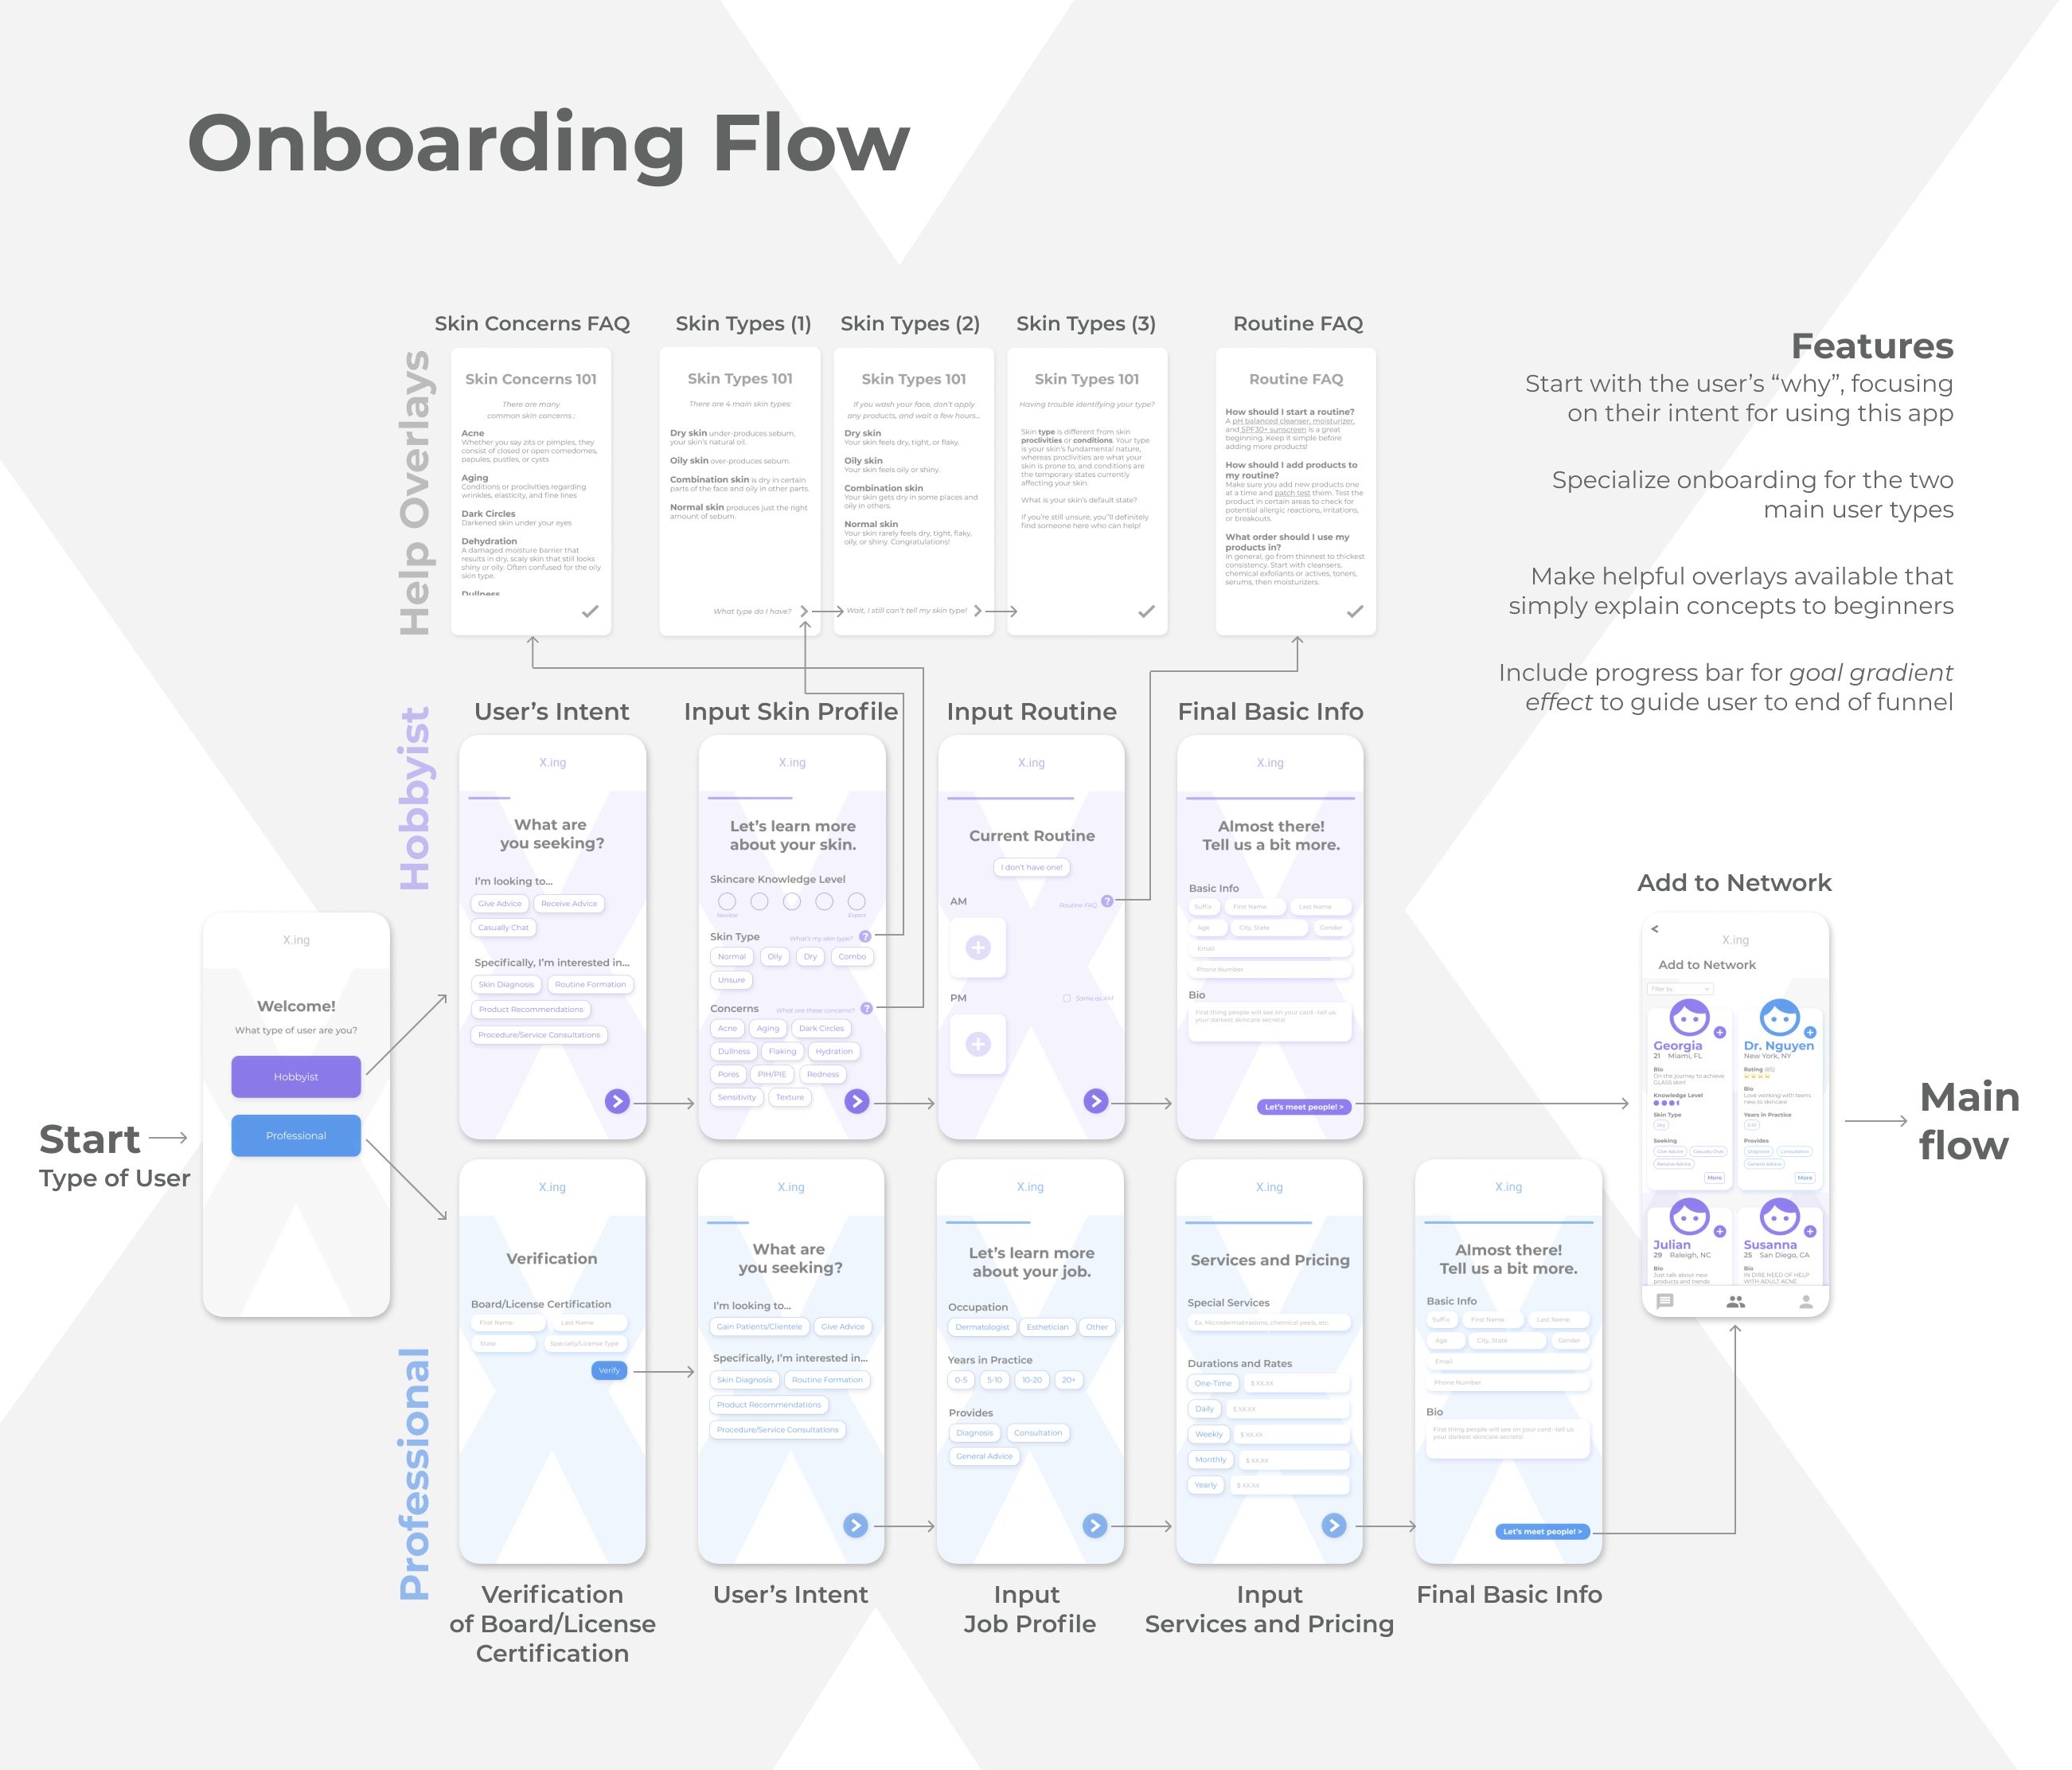 Onboarding Flow
Features
Start with the user’s “why”, focusing
on their intent for using this app
Specialize onboarding for the two
main user types
Make helpful overlays available that
simply explain concepts to beginners
Include progress bar for goal gradient
effect to guide user to end of funnel
Help Overlays
Skin Concerns FAQ
Skin Concerns 101
There are many
common skin concerns :
Acne
Whether you say zits or pimples, they
consist of closed or open comedomes,
papules, pustles, or cysts
Aging
Conditions or proclivities regarding
wrinkles, elasticity, and fine lines
Dark Circles
Darkened skin under your eyes
Dehydration
A damaged moisture barrier that
results in dry, scaly skin that still looks
shiny or oily. Often confused for the oily
skin type.
Dullness
Skin Types (1)
Skin Types 101
There are 4 main skin types:
Dry skin under-produces sebum,
your skin’s natural oil.
Oily skin over-produces sebum.
Combination skin is dry in certain
parts of the face and oily in other parts.
Normal skin produces just the right
amount of sebum.
What type do I have?
Skin Types (2)
Skin Types 101
If you wash your face, don’t apply
any products, and wait a few hours...
Dry skin
Your skin feels dry, tight, or flaky.
Oily skin
Your skin feels oily or shiny.
Combination skin
Your skin gets dry in some places and
oily in others.
Normal skin
Your skin rarely feels dry, tight, flaky,
oily, or shiny. Congratulations!
Wait, I still can’t tell my skin type!
Skin Types (3)
Skin Types 101
Having trouble identifying your type?
Skin type is different from skin
proclivities or conditions. Your type
is your skin’s fundamental nature,
whereas proclivities are what your
skin is prone to, and conditions are
the temporary states currently
affecting your skin.
What is your skin’s default state?
If you’re still unsure, you’’ll definitely
find someone here who can help!
Routine FAQ
Routine FAQ
How should I start a routine?
A pH balanced cleanser, moisturizer,
and SPF30+ sunscreen is a great
beginning. Keep it simple before
adding more products!
How should I add products to
my routine?
Make sure you add new products one
at a time and patch test them. Test the
product in certain areas to check for
potential allergic reactions, irritations,
or breakouts.
What order should I use my
products in?
In general, go from thinnest to thickest
consistency. Start with cleansers,
chemical exfoliants or actives, toners,
serums, then moisturizers.
Start
Type of User
X.ing
Welcome!
What type of user are you?
Hobbyist
Professional
Hobbyist
User’s Intent
X.ing
What are
you seeking?
I’m looking to...
Give Advice Receive Advice
Casually Chat
Specifically, I’m interested in...
Skin Diagnosis Routine Formation
Product Recommendations
Procedure/Service Consultations
Input Skin Profile
X.ing
Let’s learn more
about your skin.
Skincare Knowledge Level
Newbie Expert
Skin Type What’s my skin type? ?
Normal Oily Dry Combo
Unsure
Concerns What are these concerns? ?
Acne Aging Dark Circles
Dullness Flaking Hydration
Pores PIH/PIE Redness
Sensitivity Texture
Input Routine
X.ing
Current Routine
I don’t have one!
AM Routine FAQ ?
PM Same as AM
Final Basic Info
X.ing
Almost there!
Tell us a bit more.
Basic Info
Suffix First Name Last Name
Age City, State Gender
Email
Phone Number
Bio
First thing people will see on your card--tell us
your darkest skincare secrets!
Let’s meet people! >
Professional
X.ing
Verification
Board/License Certification
First Name Last Name
State Specialty/License Type
Verify
Verification
of Board/License
Certification
X.ing
What are
you seeking?
I’m looking to...
Gain Patients/Clientele Give Advice
Specifically, I’m interested in...
Skin Diagnosis Routine Formation
Product Recommendations
Procedure/Service Consultations
User’s Intent
X.ing
Let’s learn more
about your job.
Occupation
Dermatologist Esthetician Other
Years in Practice
0-5 5-10 10-20 20+
Provides
Diagnosis Consultation
General Advice
Input
Job Profile
X.ing
Services and Pricing
Special Services
Ex. Microdermabrasions, chemical peels, etc.
Durations and Rates
One-Time $ XX.XX
Daily $ XX.XX
Weekly $ XX.XX
Monthly $ XX.XX
Yearly $ XX.XX
Input
Services and Pricing
X.ing
Almost there!
Tell us a bit more.
Basic Info
Suffix First Name Last Name
Age City, State Gender
Email
Phone Number
Bio
First thing people will see on your card--tell us
your darkest skincare secrets!
Let’s meet people! >
Final Basic Info
Add to Network
X.ing
Add to Network
Filter by...
Georgia
21 Miami, FL
Bio
On the journey to achieve
GLASS skin!
Knowledge Level
Skin Type
Dry
Seeking
Give Advice Casually Chat
Receive Advice
More
Dr. Nguyen
New York, NY
Rating (85)
Bio
Love working with teens
new to skincare
Years in Practice
Provides
Diagnosis Consultation
General Advice
More
Julian
29 Raleigh, NC
Bio
Just talk about new
products and trends
Susanna
25 San Diego, CA
Bio
IN DIRE NEED OF HELP
WITH ADULT ACNE
Main
flow